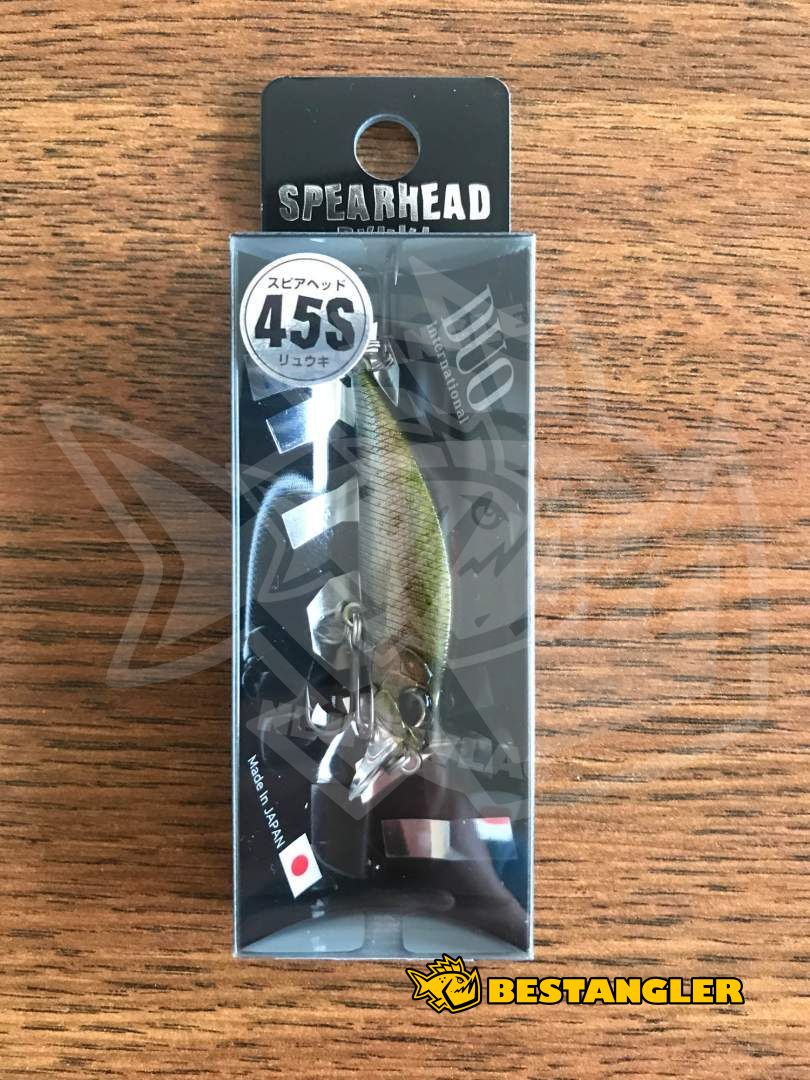 SPEARHEAD
スピアヘッド
45S
リュウキ
DUO
International
Made In JAPAN
BESTANGLER